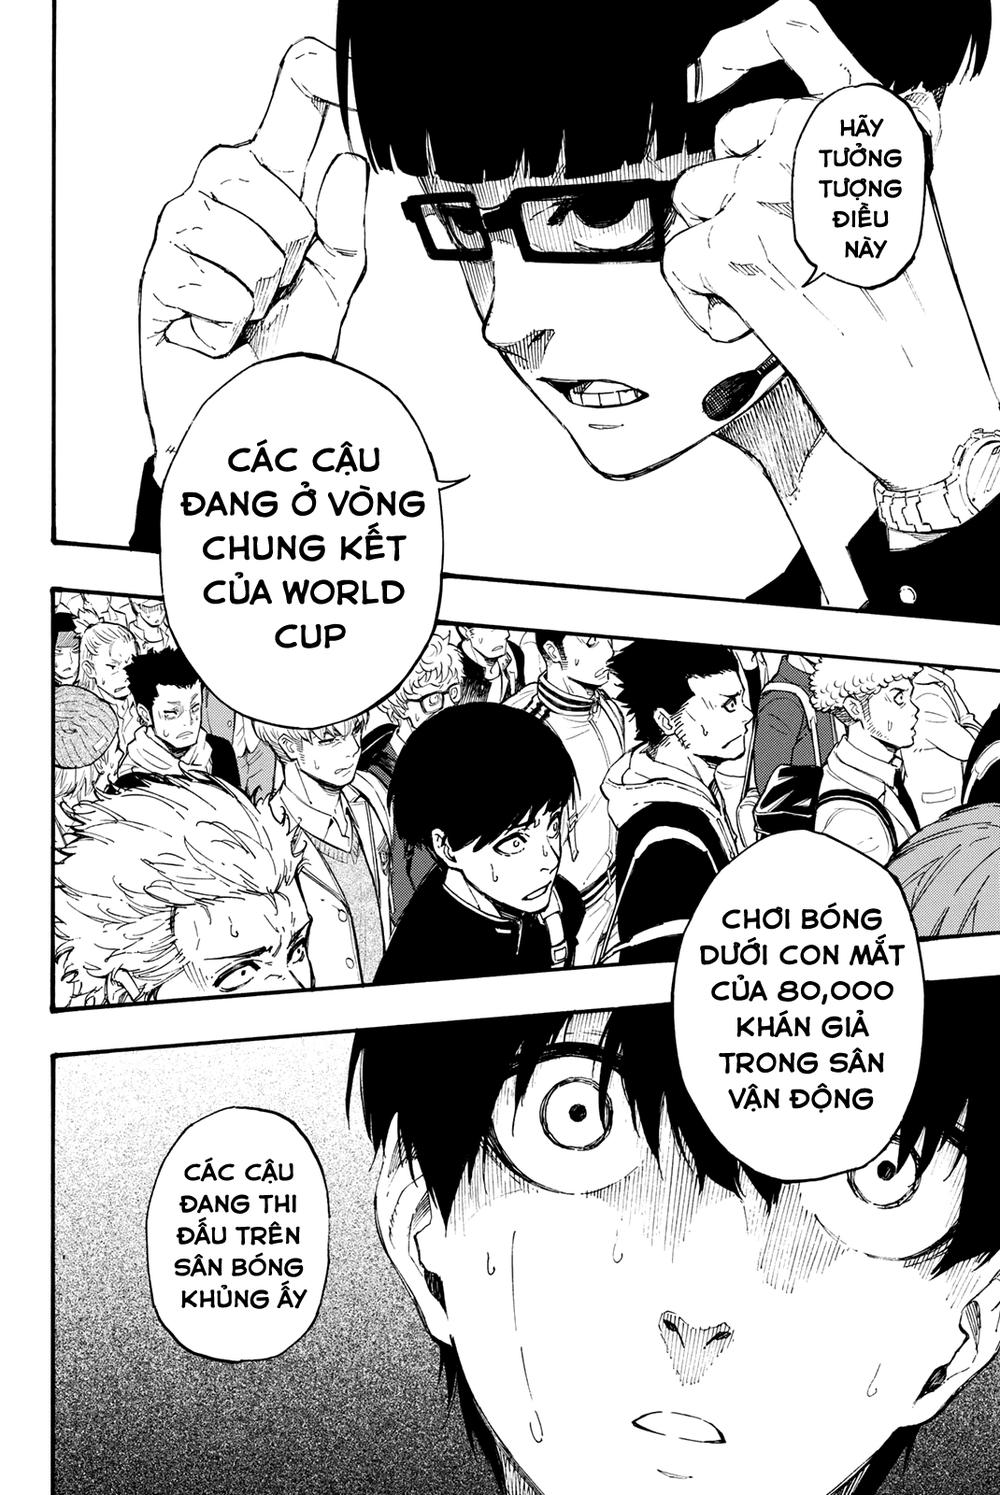 HÃY
TƯỞNG
TƯỢNG
ĐIỀU
NÀY
CÁC CẬU
ĐANG Ở VÒNG
CHUNG KẾT
CỦA WORLD
CUP
CHƠI BÓNG
DƯỚI CON MẮT
CỦA 80,000
KHÁN GIẢ
TRONG SÂN
VẬN ĐỘNG
CÁC CẬU
ĐANG THI
ĐẤU TRÊN
SÂN BÓNG
KHỦNG ẤY